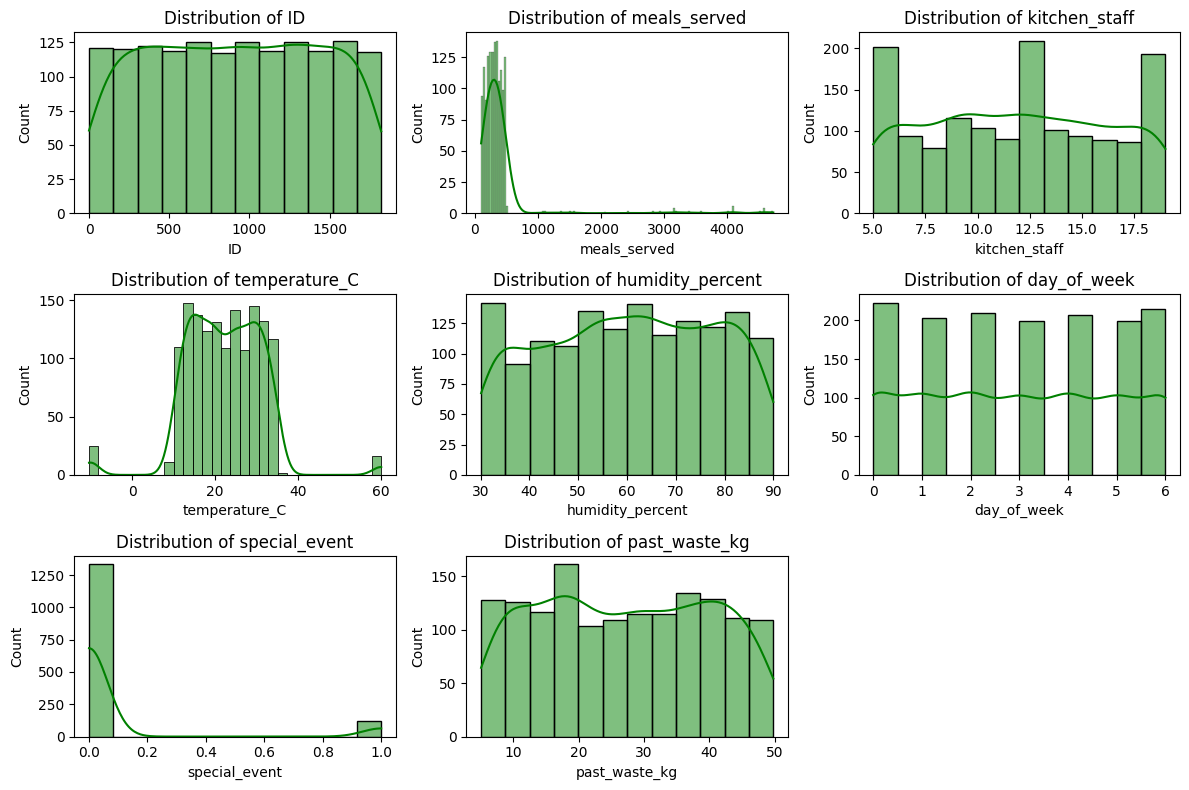 Distribution of ID
Count
125
100
75
50
25
0
0 500 1000 1500
ID
Distribution of meals_served
Count
125
100
75
50
25
0
0 1000 2000 3000 4000
meals_served
Distribution of kitchen_staff
Count
200
150
100
50
0
5.0 7.5 10.0 12.5 15.0 17.5
kitchen_staff
Distribution of temperature_C
Count
150
100
50
0
0 20 40 60
temperature_C
Distribution of humidity_percent
Count
125
100
75
50
25
0
30 40 50 60 70 80 90
humidity_percent
Distribution of day_of_week
Count
200
150
100
50
0
0 1 2 3 4 5 6
day_of_week
Distribution of special_event
Count
1250
1000
750
500
250
0
0.0 0.2 0.4 0.6 0.8 1.0
special_event
Distribution of past_waste_kg
Count
150
100
50
0
10 20 30 40 50
past_waste_kg